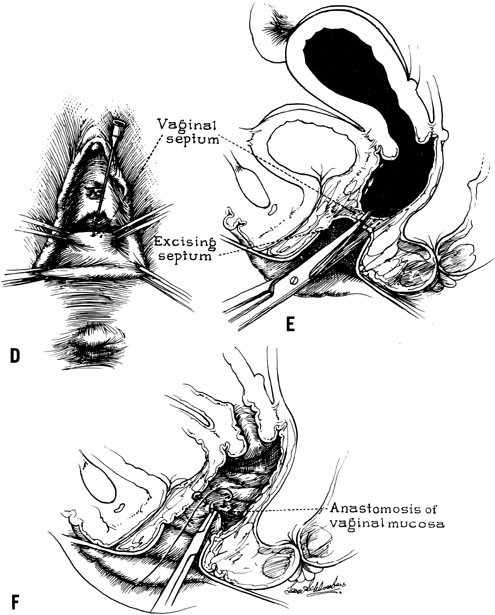 Vaginal
septum
Excising
septum
D
E
Anastomosis of
vaginal mucosa
F